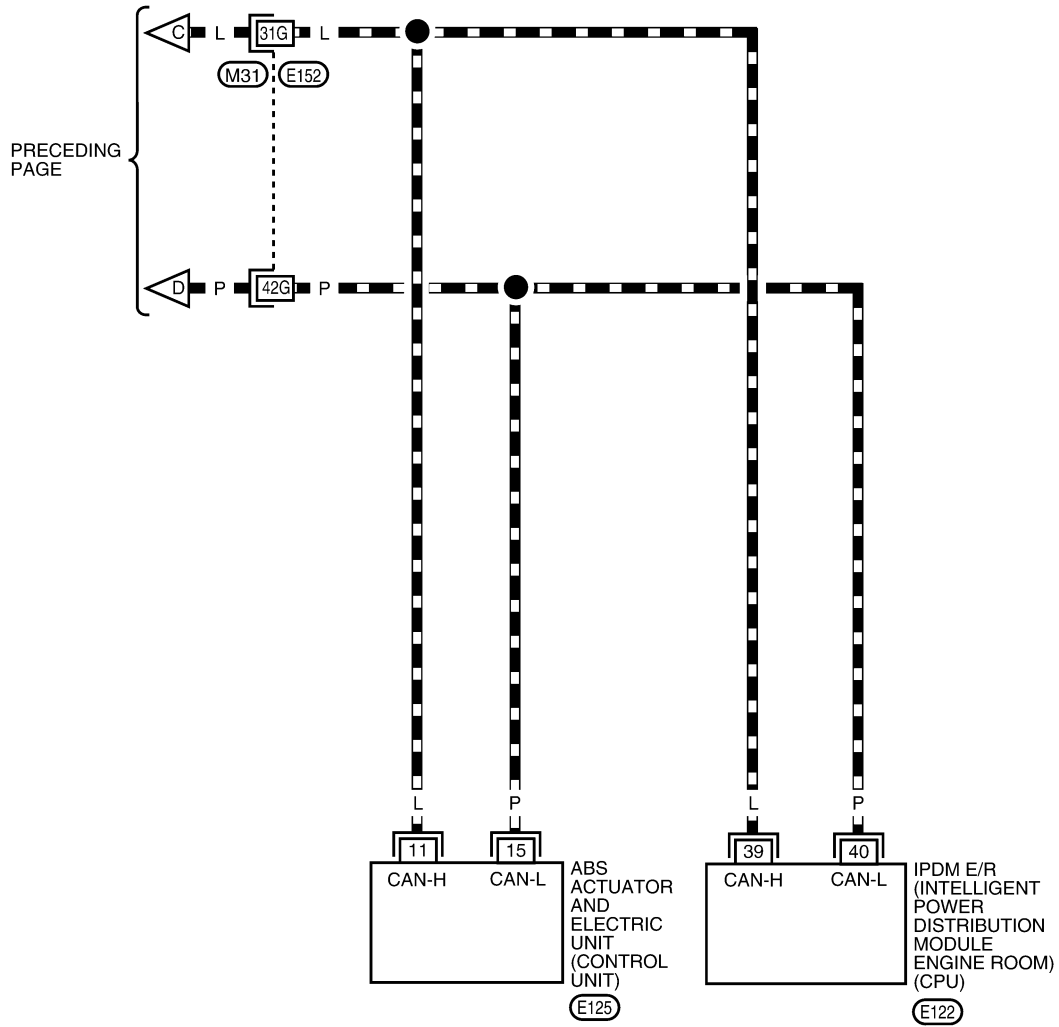 C L 31G L
M31 E152
PRECEDING
PAGE
D P 42G P
L P L P
11 15 39 40
CAN-H CAN-L CAN-H CAN-L
ABS
ACTUATOR
AND
ELECTRIC
UNIT
(CONTROL
UNIT)
E125
IPDM E/R
(INTELLIGENT
POWER
DISTRIBUTION
MODULE
ENGINE ROOM)
(CPU)
E122